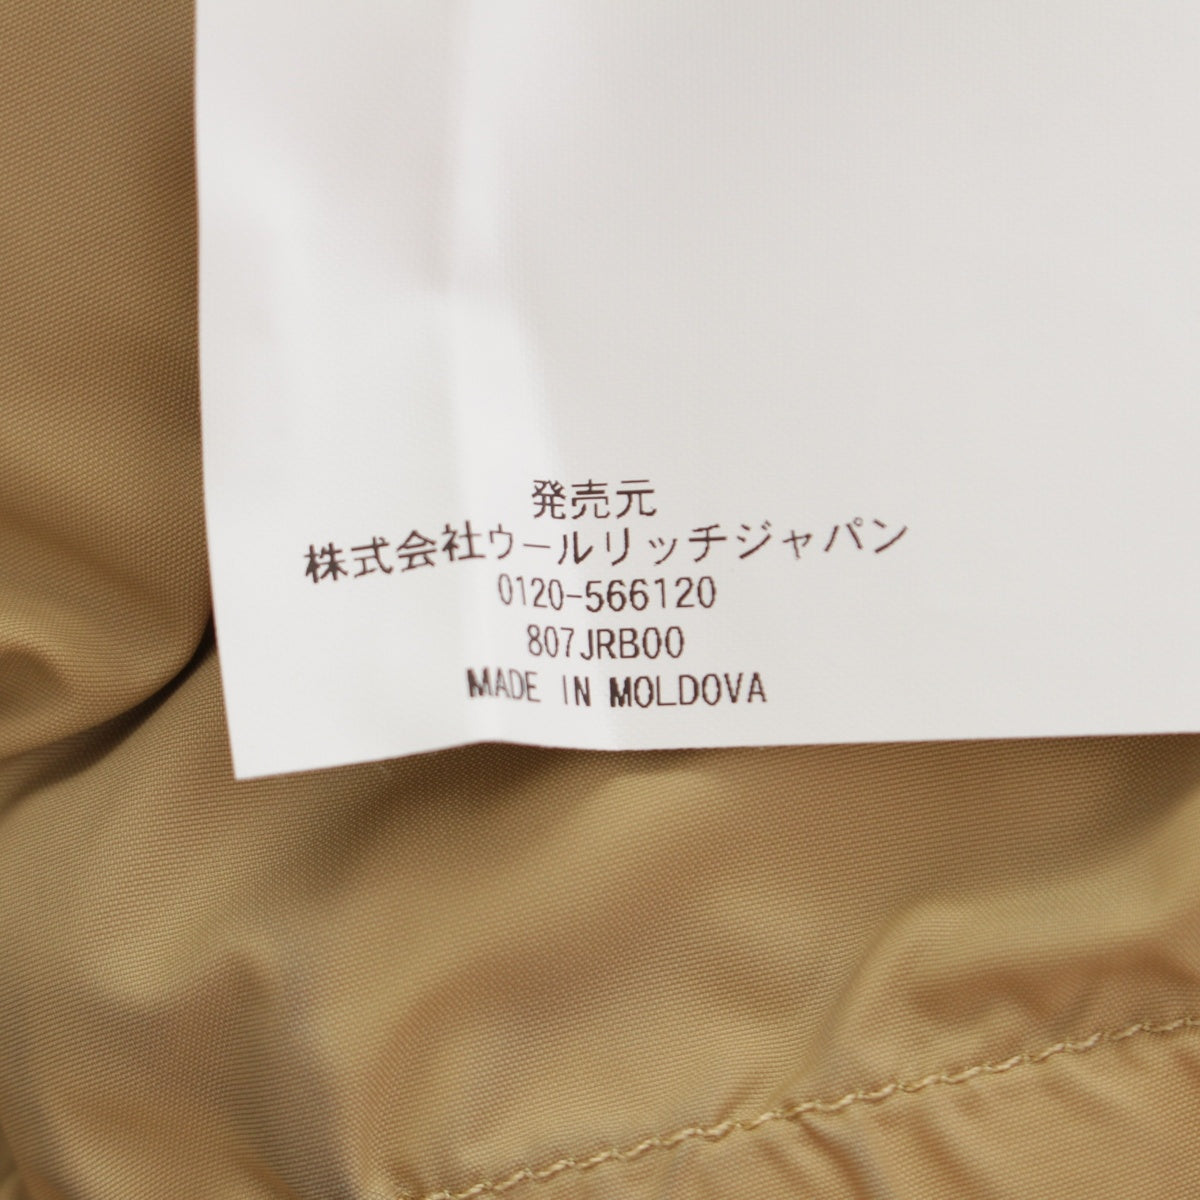 発売元
株式会社ウールリッチジャパン
0120-566120
807JRB00
MADE IN MOLDOVA